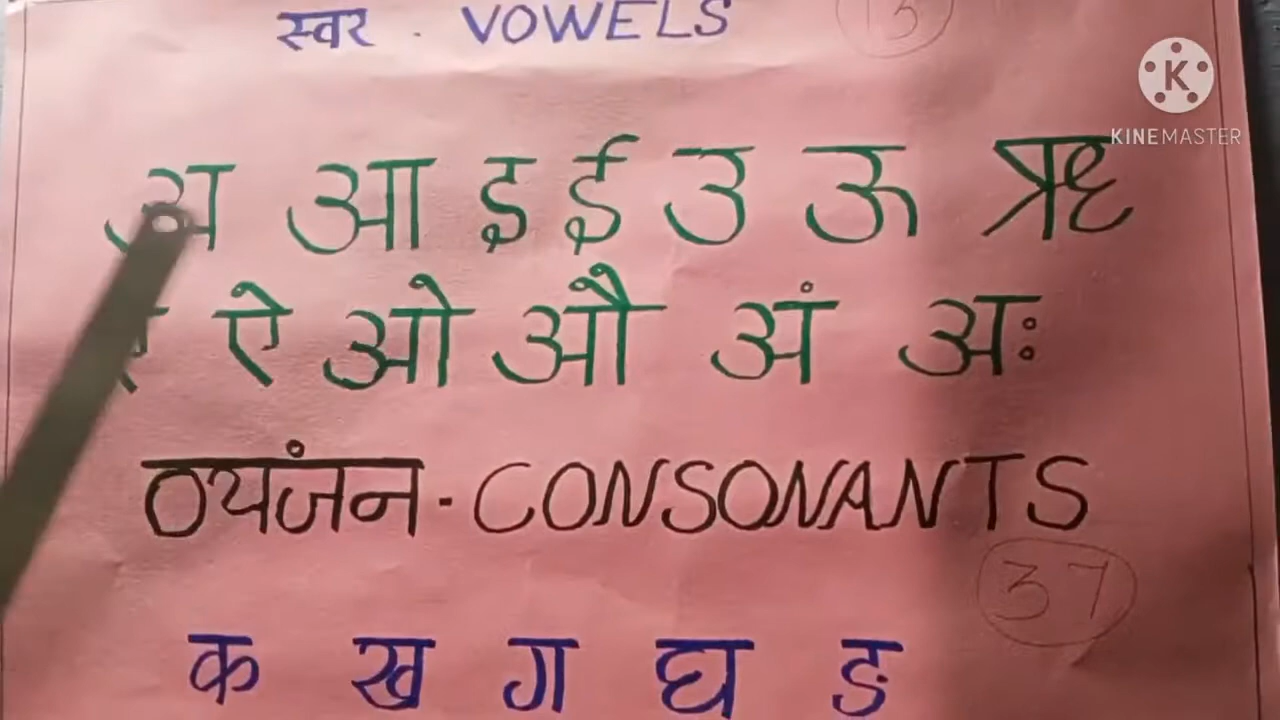 स्वर . VOWELS 13
K
KINEMASTER
अ आ इ ई उ ऊ ऋ
ए ऐ ओ औ अं अः
व्यंजन - CONSONANTS
37
क ख ग घ ङ